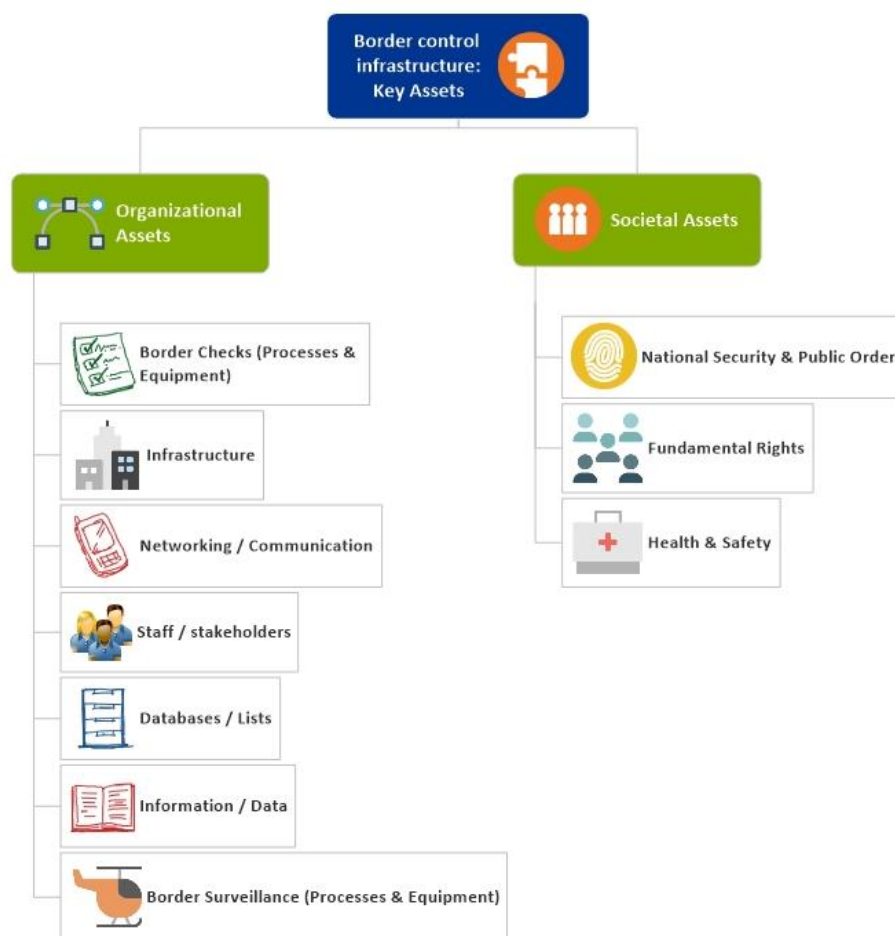 Border control
infrastructure:
Key Assets
Organizational
Assets
Societal Assets
Border Checks (Processes &
Equipment)
Infrastructure
Networking / Communication
Staff / stakeholders
Databases / Lists
Information / Data
Border Surveillance (Processes & Equipment)
National Security & Public Order
Fundamental Rights
Health & Safety